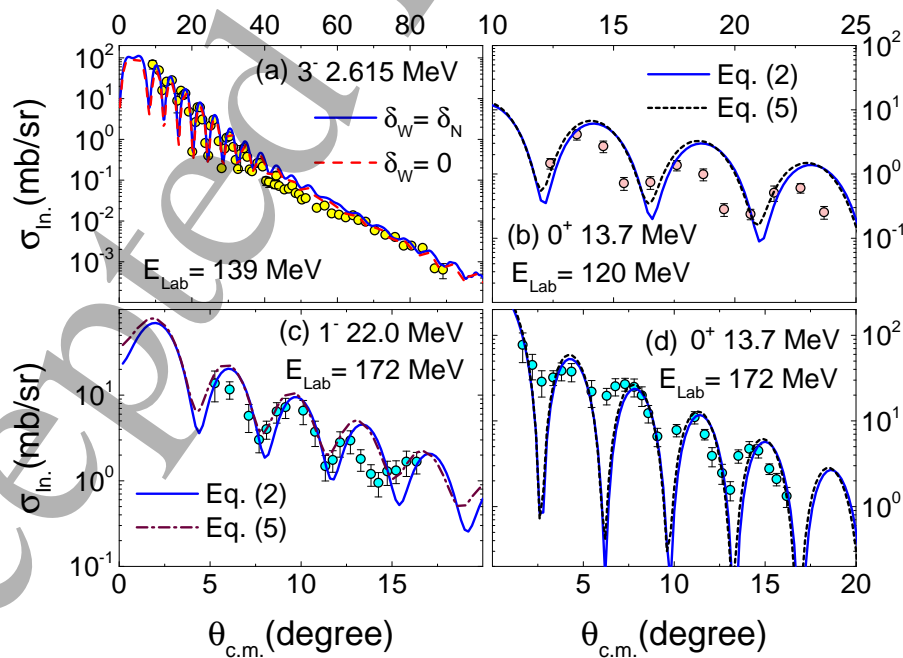 0 20 40 60 80 10 15 20 25
10² 10¹ 10⁰ 10⁻¹ 10⁻² 10⁻³
σ_In.(mb/sr)
(a) 3⁻ 2.615 MeV
δ_W = δ_N
δ_W = 0
E_Lab = 139 MeV
Eq. (2)
Eq. (5)
(b) 0⁺ 13.7 MeV
E_Lab = 120 MeV
10² 10¹ 10⁰ 10⁻¹
(c) 1⁻ 22.0 MeV
E_Lab = 172 MeV
Eq. (2)
Eq. (5)
σ_In.(mb/sr)
10¹ 10⁰ 10⁻¹
(d) 0⁺ 13.7 MeV
E_Lab = 172 MeV
10² 10¹ 10⁰
0 5 10 15 5 10 15 20
θ_c.m.(degree) θ_c.m.(degree)
cepted